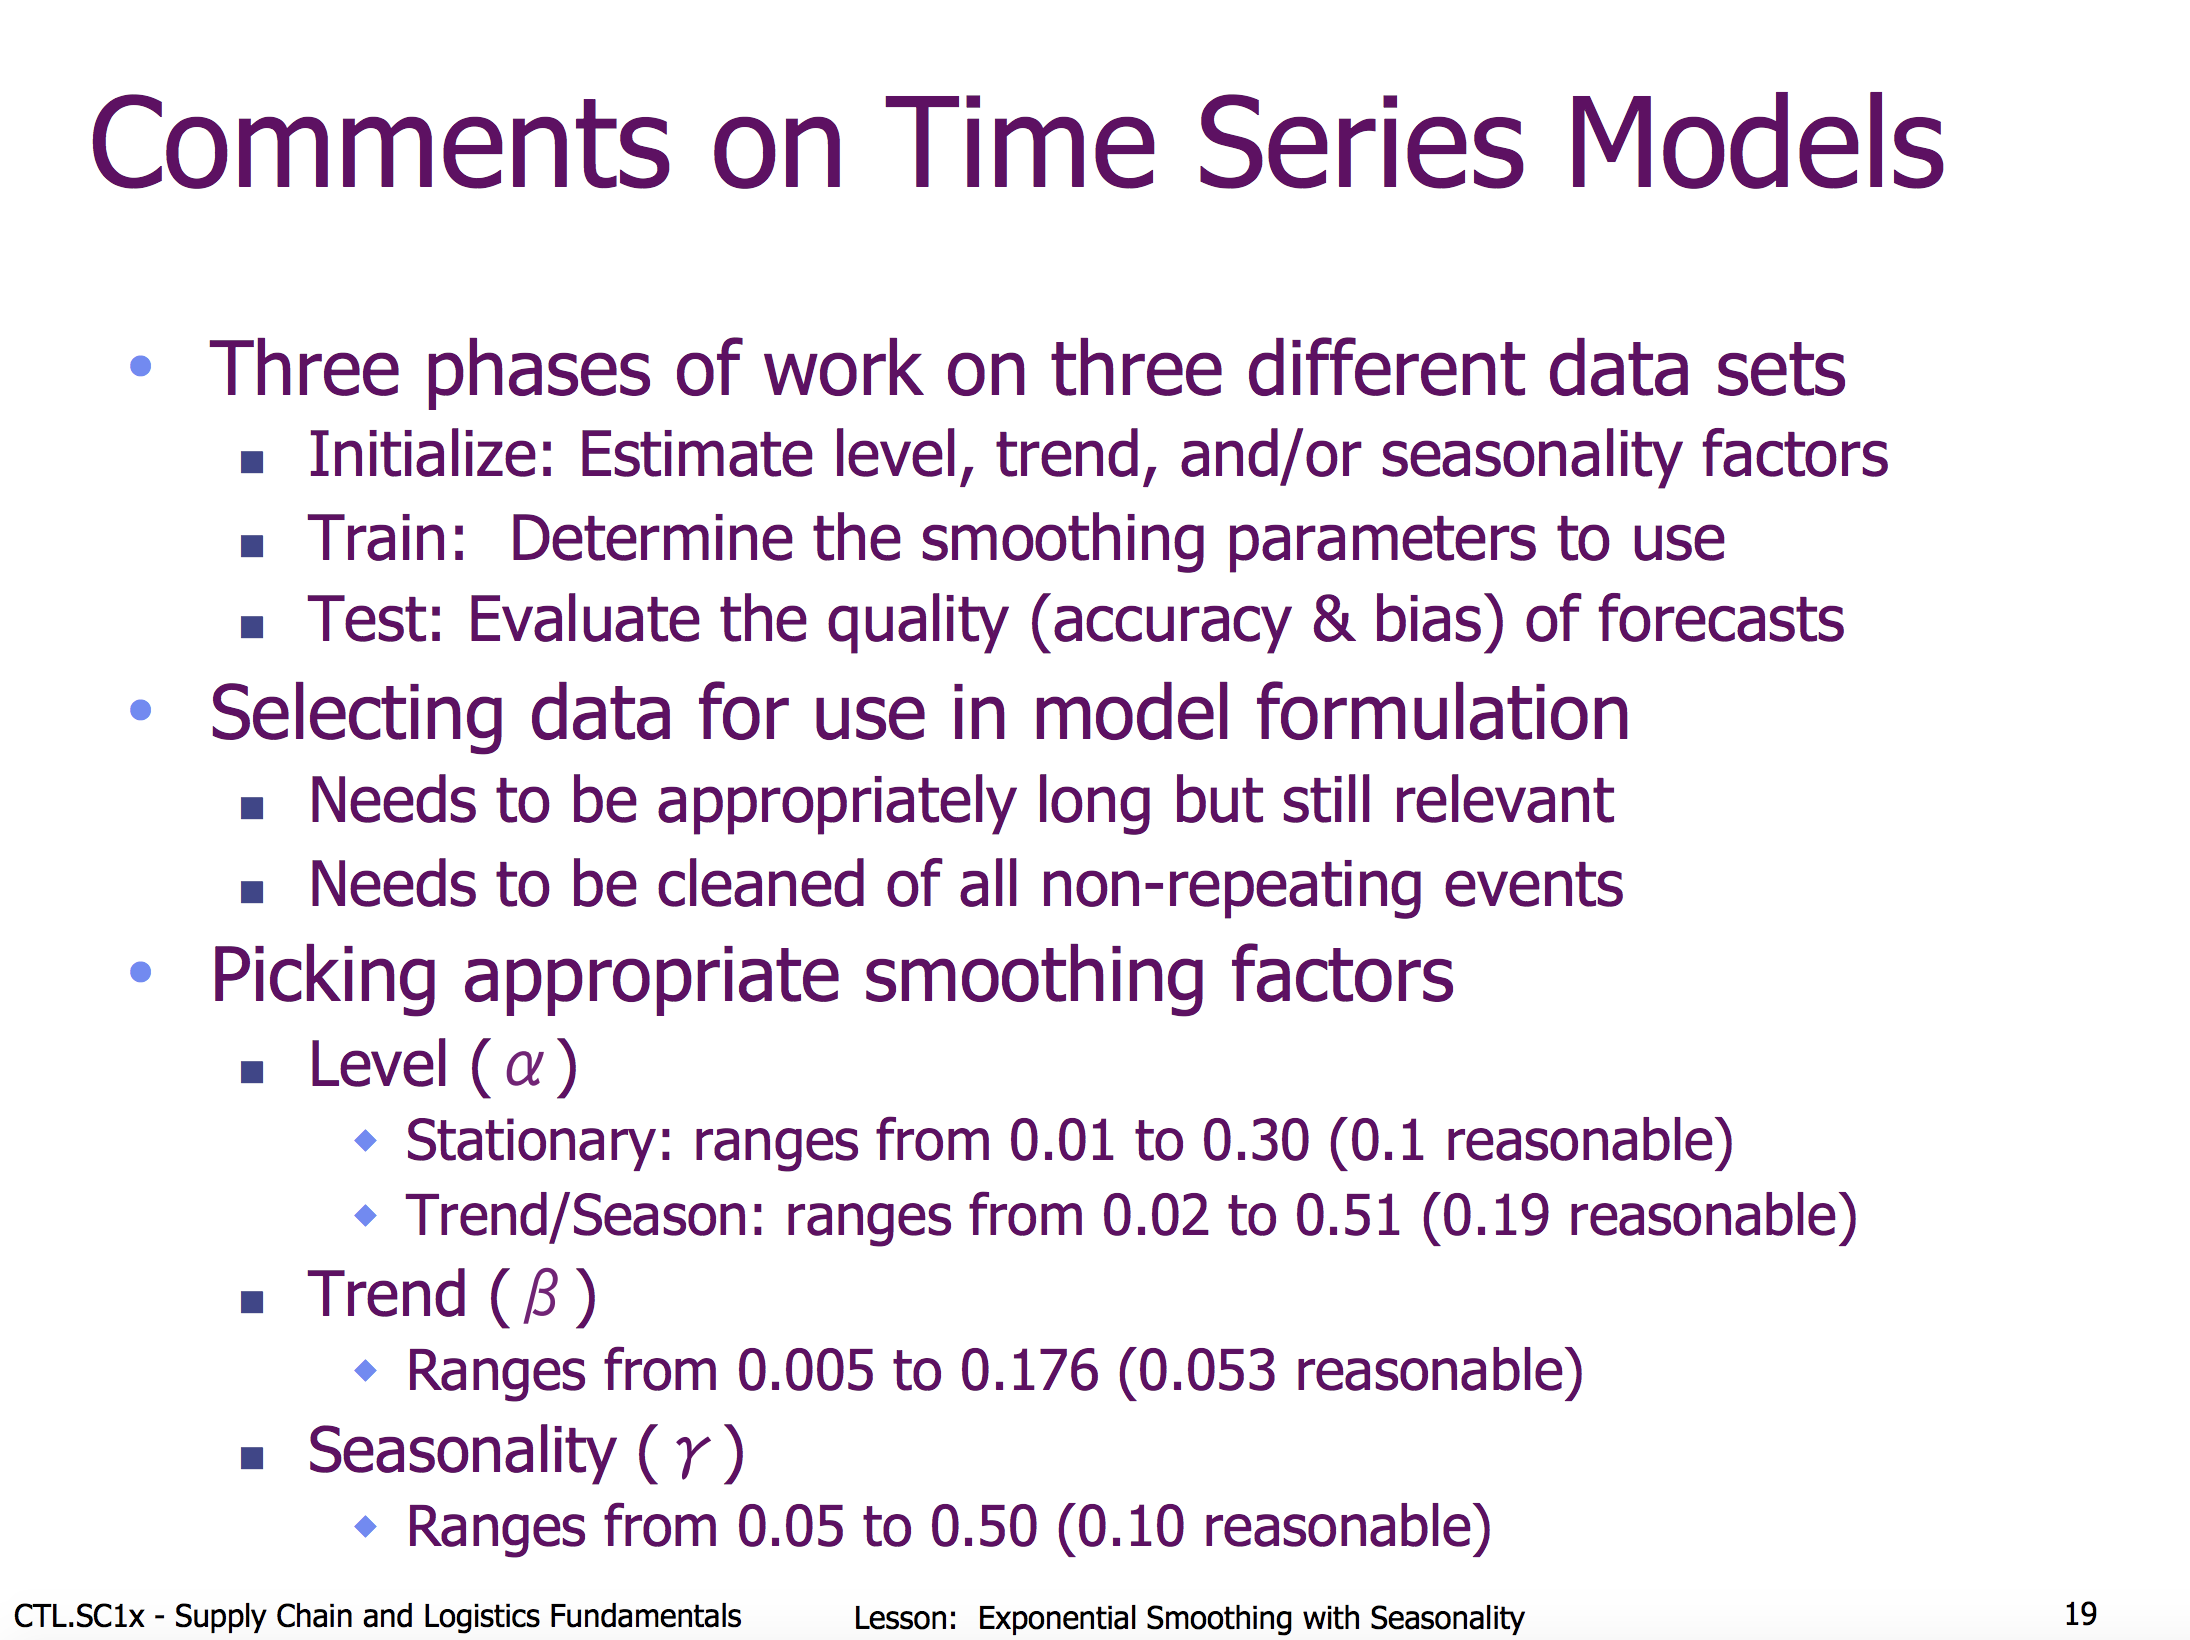 Comments on Time Series Models
• Three phases of work on three different data sets
■ Initialize: Estimate level, trend, and/or seasonality factors
■ Train: Determine the smoothing parameters to use
■ Test: Evaluate the quality (accuracy & bias) of forecasts
• Selecting data for use in model formulation
■ Needs to be appropriately long but still relevant
■ Needs to be cleaned of all non-repeating events
• Picking appropriate smoothing factors
■ Level (α)
◆ Stationary: ranges from 0.01 to 0.30 (0.1 reasonable)
◆ Trend/Season: ranges from 0.02 to 0.51 (0.19 reasonable)
■ Trend (β)
◆ Ranges from 0.005 to 0.176 (0.053 reasonable)
■ Seasonality (γ)
◆ Ranges from 0.05 to 0.50 (0.10 reasonable)
CTL.SC1x - Supply Chain and Logistics Fundamentals Lesson: Exponential Smoothing with Seasonality 19